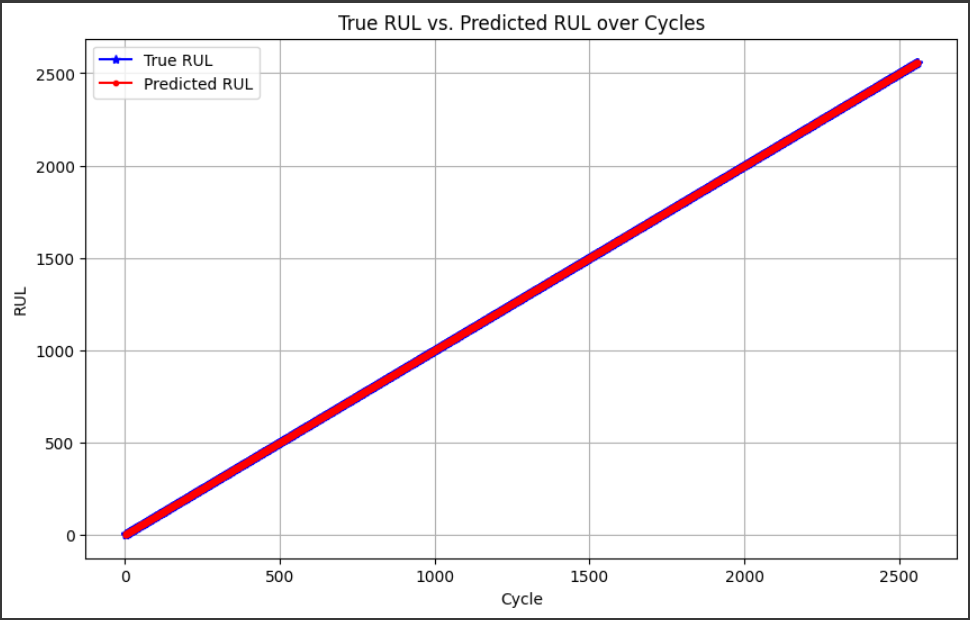 True RUL vs. Predicted RUL over Cycles
True RUL
Predicted RUL
2500
2000
1500
1000
500
0
RUL
0 500 1000 1500 2000 2500
Cycle